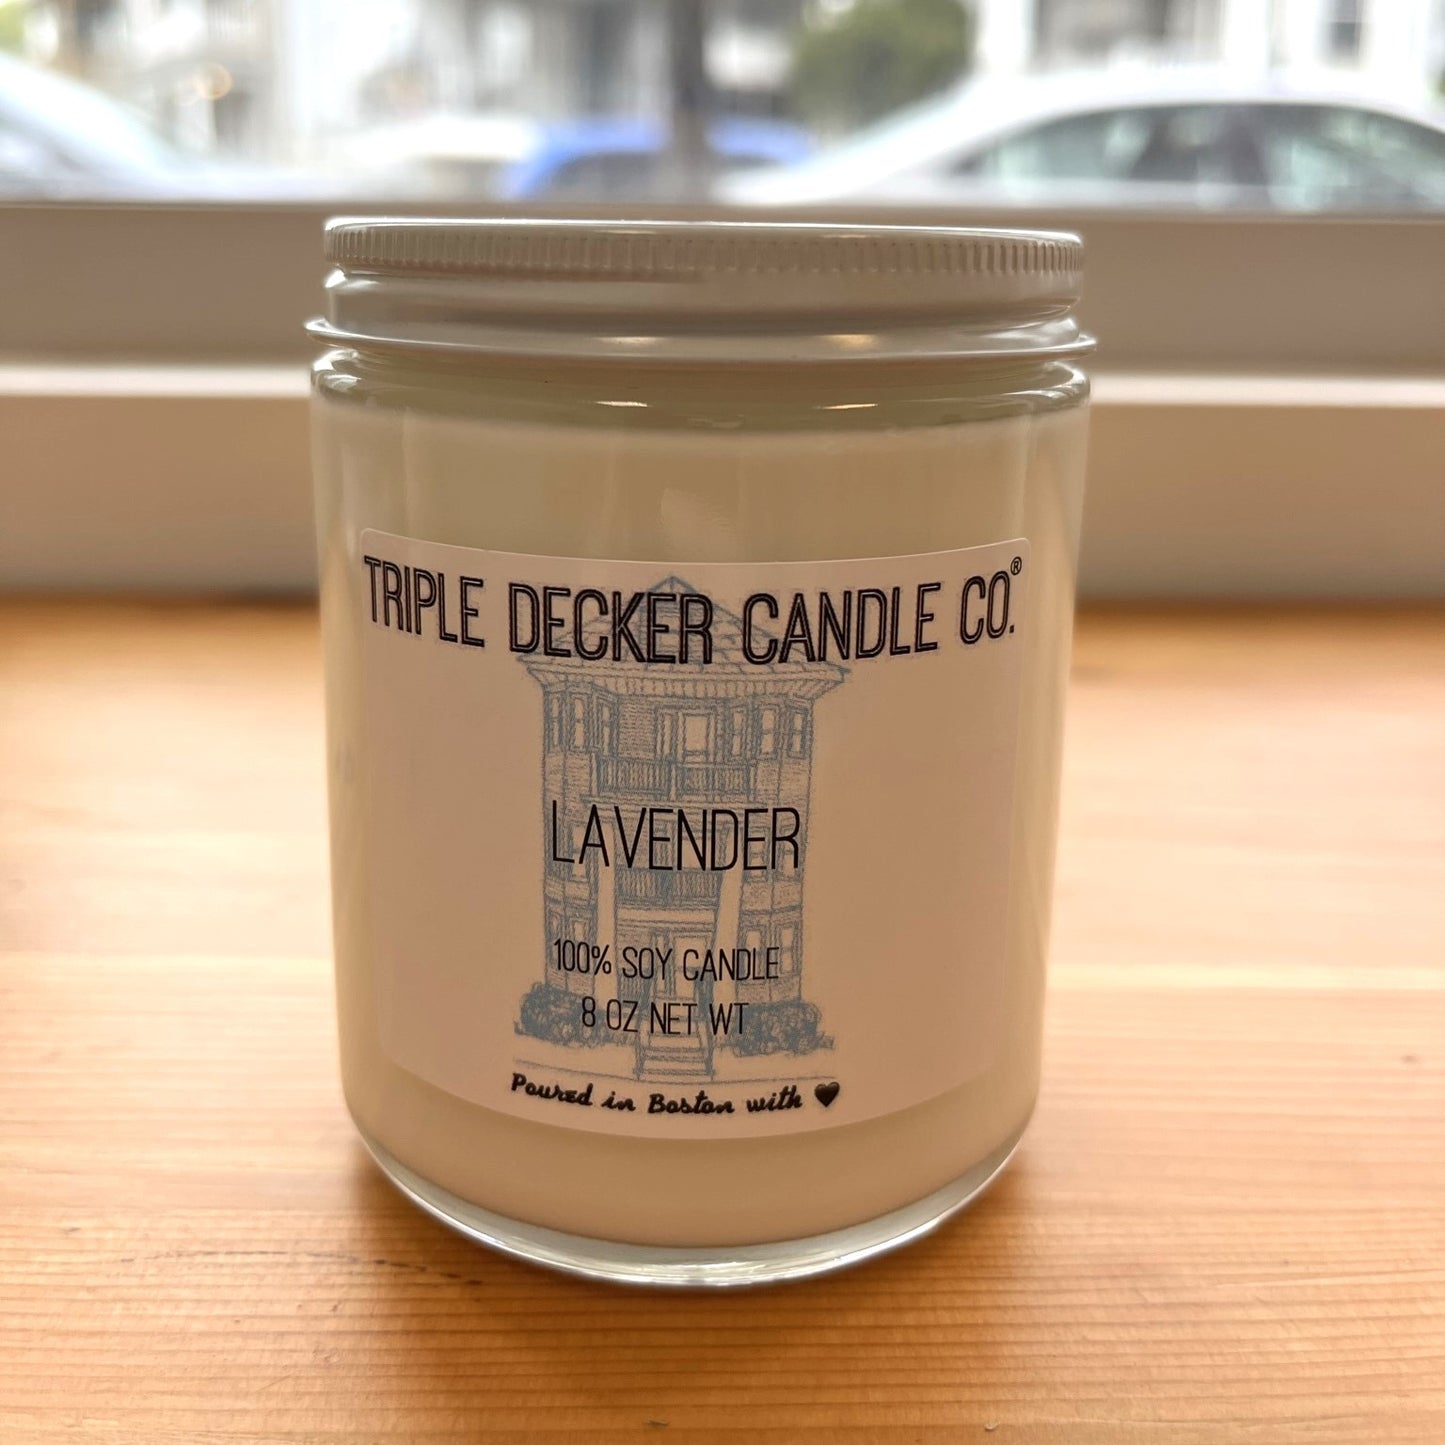 TRIPLE DECKER CANDLE CO.®
LAVENDER
100% SOY CANDLE
8 OZ NET WT
Poured in Boston with ♥